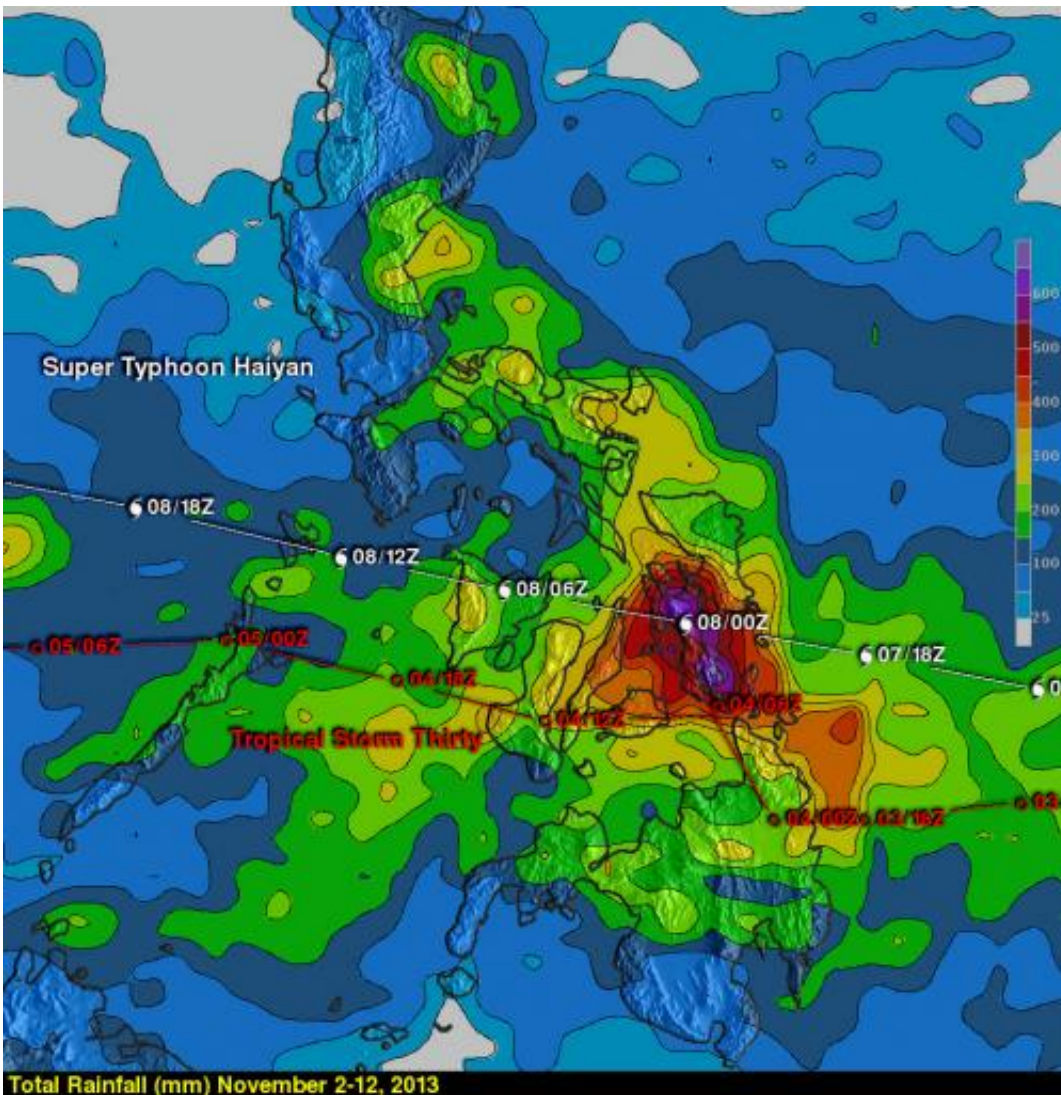 600
500
400
300
200
100
25
Super Typhoon Haiyan
08/18Z
08/12Z
08/06Z
08/00Z
07/18Z
05/06Z
05/00Z
04/18Z
04/12Z
04/06Z
Tropical Storm Thirty
04/00Z
03/18Z
Total Rainfall (mm) November 2-12, 2013